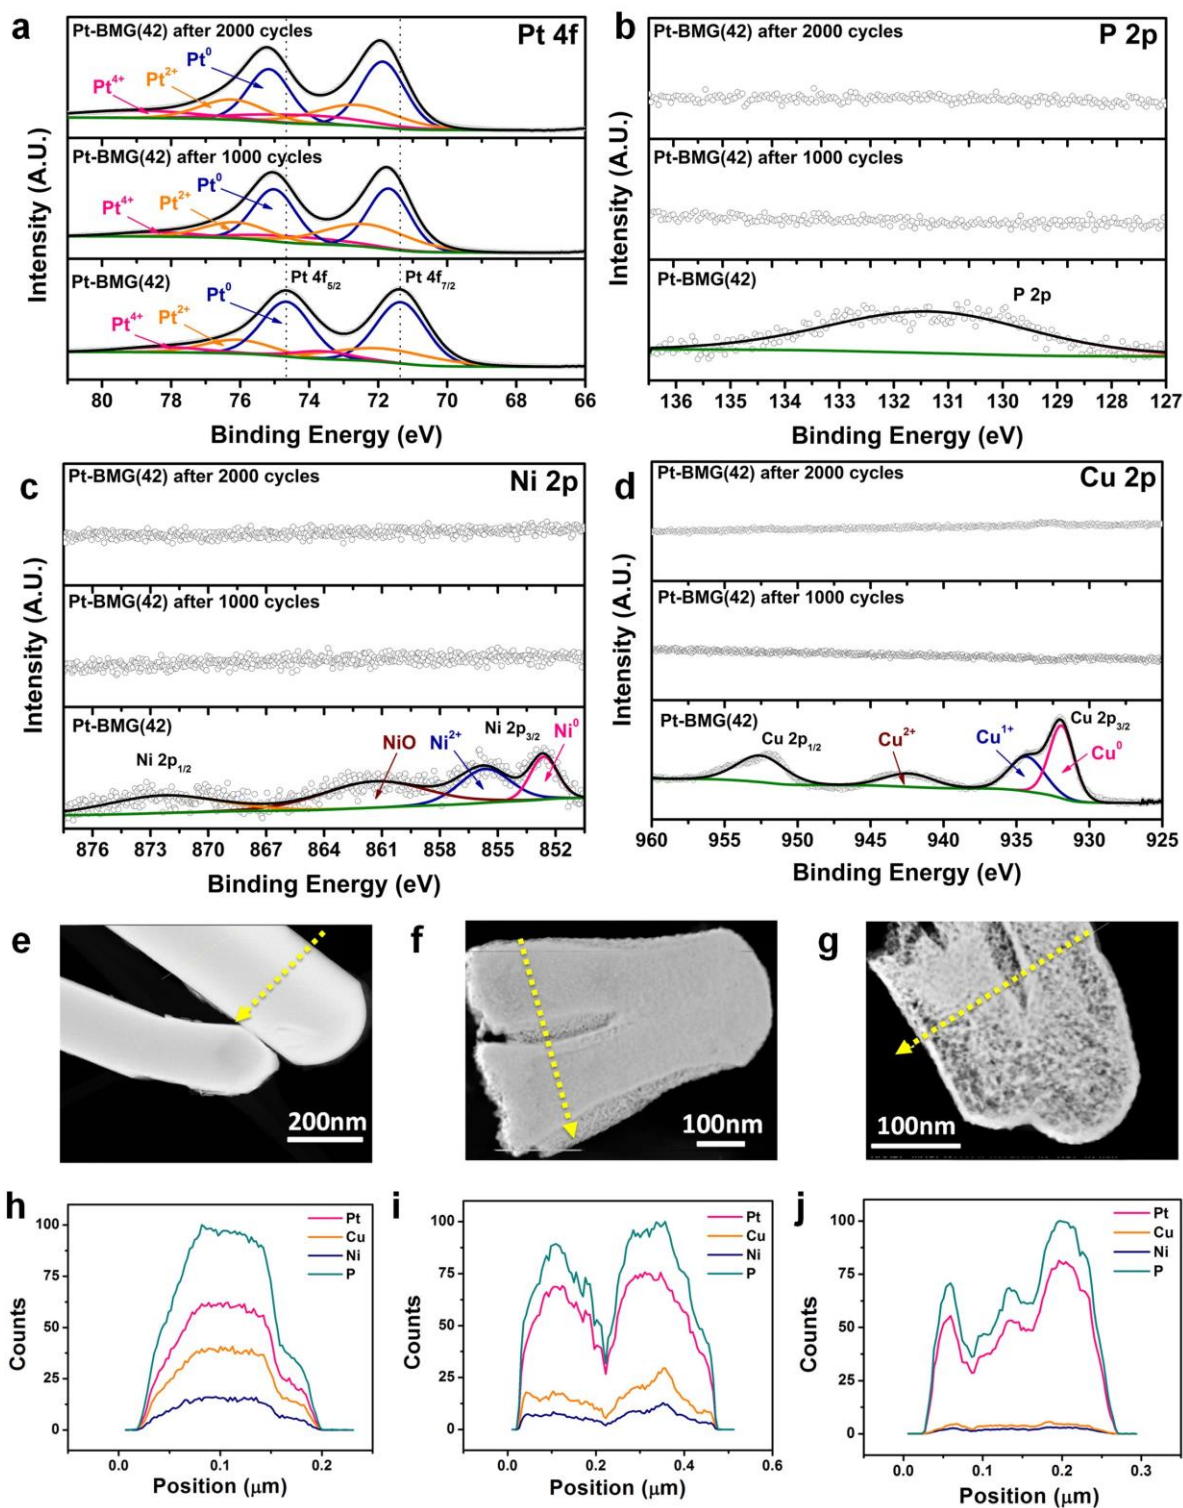 a
Pt-BMG(42) after 2000 cycles
Pt 4f
Pt⁰
Pt²⁺
Pt⁴⁺
Pt-BMG(42) after 1000 cycles
Pt⁰
Pt²⁺
Pt⁴⁺
Pt-BMG(42)
Pt 4f₅/₂
Pt 4f₇/₂
Pt⁰
Pt²⁺
Pt⁴⁺
Intensity (A.U.)
80 78 76 74 72 70 68 66
Binding Energy (eV)
b
Pt-BMG(42) after 2000 cycles
P 2p
Pt-BMG(42) after 1000 cycles
Pt-BMG(42)
P 2p
Intensity (A.U.)
136 135 134 133 132 131 130 129 128 127
Binding Energy (eV)
c
Pt-BMG(42) after 2000 cycles
Ni 2p
Pt-BMG(42) after 1000 cycles
Pt-BMG(42)
Ni 2p₁/₂
NiO
Ni²⁺
Ni 2p₃/₂
Ni⁰
Intensity (A.U.)
876 873 870 867 864 861 858 855 852
Binding Energy (eV)
d
Pt-BMG(42) after 2000 cycles
Cu 2p
Pt-BMG(42) after 1000 cycles
Pt-BMG(42)
Cu 2p₁/₂
Cu²⁺
Cu¹⁺
Cu 2p₃/₂
Cu⁰
Intensity (A.U.)
960 955 950 945 940 935 930 925
Binding Energy (eV)
e
200nm
f
100nm
g
100nm
h
100
75
50
25
0
Counts
Pt
Cu
Ni
P
0.0 0.1 0.2
Position (μm)
i
100
75
50
25
0
Counts
Pt
Cu
Ni
P
0.0 0.2 0.4 0.6
Position (μm)
j
100
75
50
25
0
Counts
Pt
Cu
Ni
P
0.0 0.1 0.2 0.3
Position (μm)